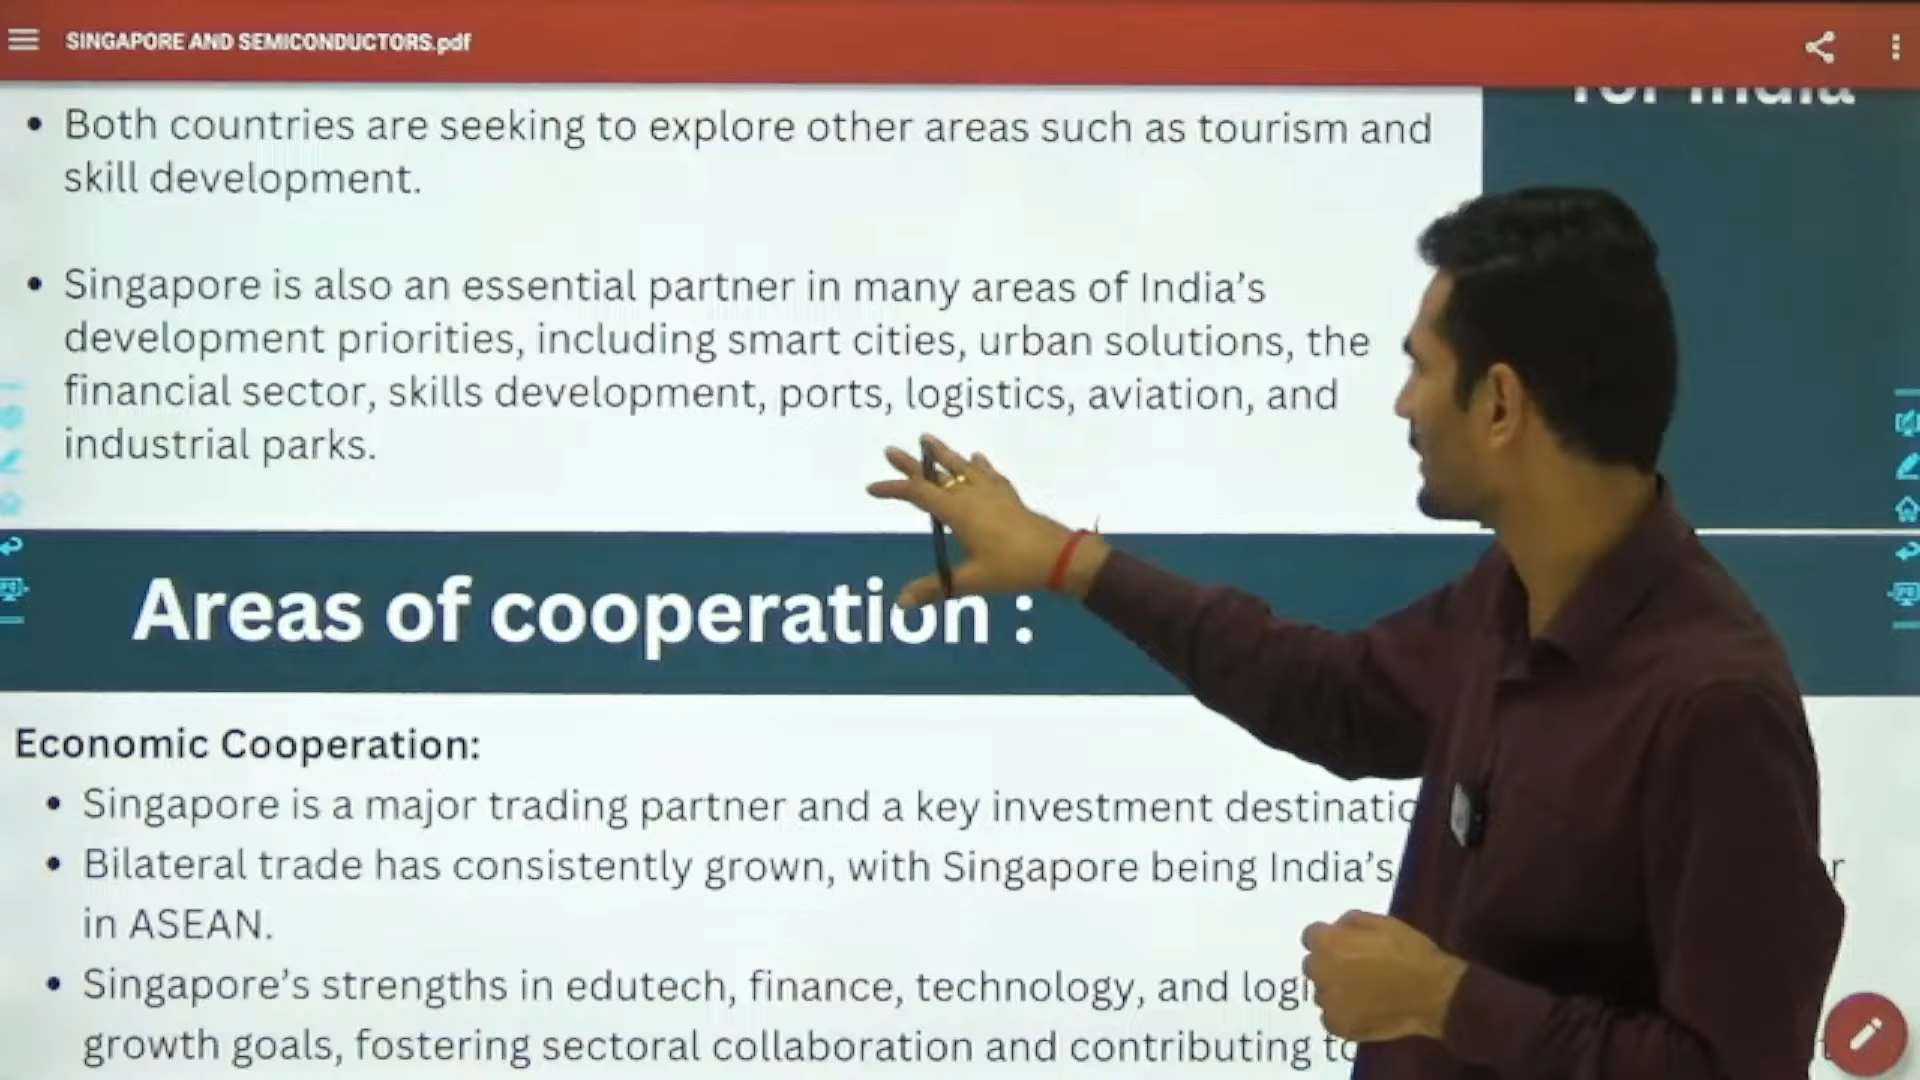 SINGAPORE AND SEMICONDUCTORS.pdf
for India
• Both countries are seeking to explore other areas such as tourism and
skill development.
• Singapore is also an essential partner in many areas of India’s
development priorities, including smart cities, urban solutions, the
financial sector, skills development, ports, logistics, aviation, and
industrial parks.
Areas of cooperation :
Economic Cooperation:
• Singapore is a major trading partner and a key investment
• Bilateral trade has consistently grown, with Singapore being India’s
in ASEAN.
• Singapore’s strengths in edutech, finance, technology, and
growth goals, fostering sectoral collaboration and contributing